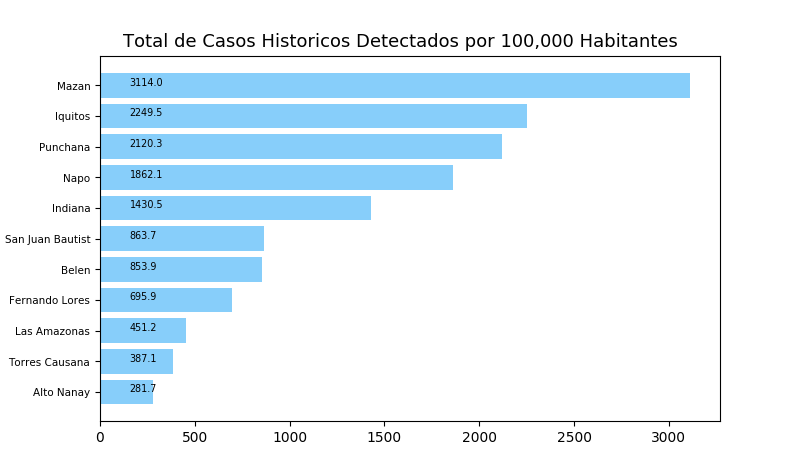 Total de Casos Historicos Detectados por 100,000 Habitantes
Mazan 3114.0
Iquitos 2249.5
Punchana 2120.3
Napo 1862.1
Indiana 1430.5
San Juan Bautist 863.7
Belen 853.9
Fernando Lores 695.9
Las Amazonas 451.2
Torres Causana 387.1
Alto Nanay 281.7
0 500 1000 1500 2000 2500 3000